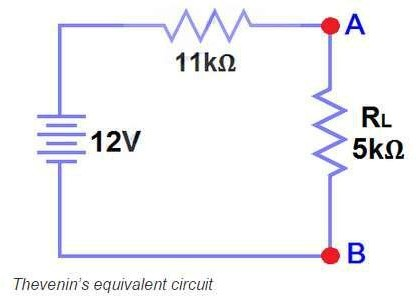 A
11kΩ
12V
RL
5kΩ
B
Thevenin's equivalent circuit